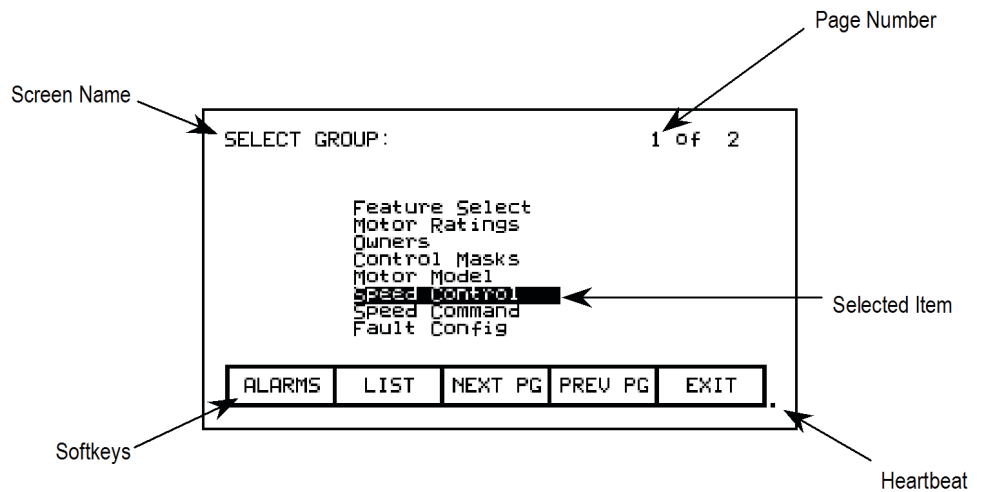 Page Number
Screen Name
SELECT GROUP: 1 of 2
Feature Select
Motor Ratings
Owners
Control Masks
Motor Model
Speed Control
Selected Item
Speed Command
Fault Config
ALARMS LIST NEXT PG PREV PG EXIT
Softkeys
Heartbeat